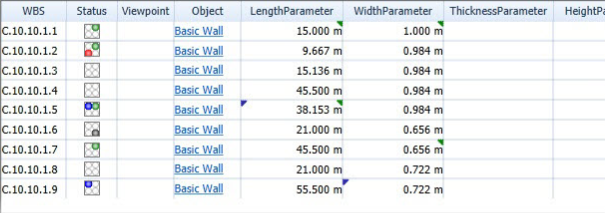 WBS Status Viewpoint Object LengthParameter WidthParameter ThicknessParameter HeightPa
C.10.10.1.1 Basic Wall 15.000 m 1.000 m
C.10.10.1.2 Basic Wall 9.667 m 0.984 m
C.10.10.1.3 Basic Wall 15.136 m 0.984 m
C.10.10.1.4 Basic Wall 45.500 m 0.984 m
C.10.10.1.5 Basic Wall 38.153 m 0.984 m
C.10.10.1.6 Basic Wall 21.000 m 0.656 m
C.10.10.1.7 Basic Wall 45.500 m 0.656 m
C.10.10.1.8 Basic Wall 21.000 m 0.722 m
C.10.10.1.9 Basic Wall 55.500 m 0.722 m